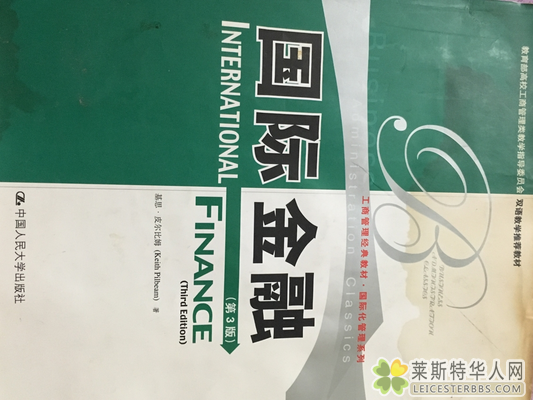 教育部高校工商管理类教学指导委员会 双语教学推荐教材
Business Administration Classics
工商管理经典教材·国际化管理系列
国际金融
(第3版)
INTERNATIONAL
FINANCE
(Third Edition)
基思·皮尔比姆 (Keith Pilbeam) 著
中国人民大学出版社
莱斯特华人网
LEICESTERBBS.COM